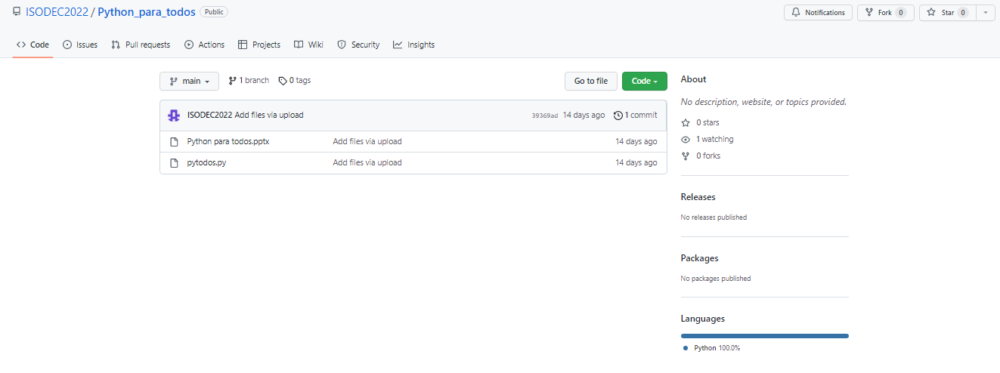 ISODEC2022 / Python_para_todos Public Notifications Fork 0 Star 0
Code Issues Pull requests Actions Projects Wiki Security Insights
main 1 branch 0 tags Go to file Code
ISODEC2022 Add files via upload 39369ad 14 days ago 1 commit
Python para todos.pptx Add files via upload 14 days ago
pytodos.py Add files via upload 14 days ago
About
No description, website, or topics provided.
0 stars
1 watching
0 forks
Releases
No releases published
Packages
No packages published
Languages
Python 100.0%